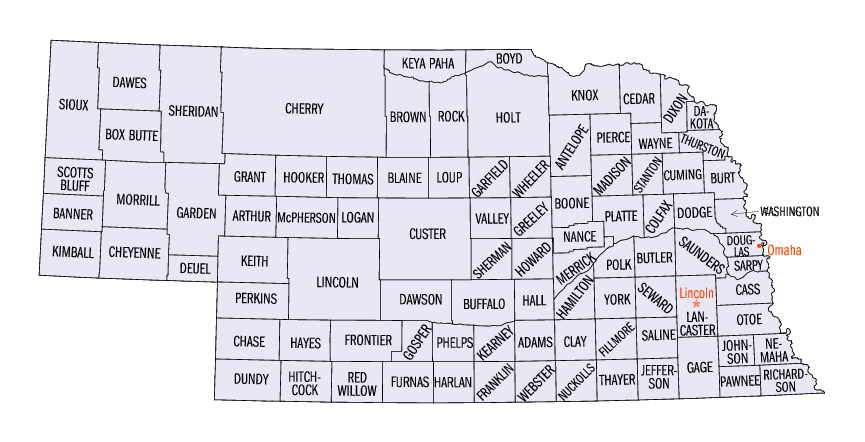 BOYD
KEYA PAHA
DAWES
SIOUX
SHERIDAN
CHERRY
BROWN
ROCK
HOLT
KNOX
CEDAR
DIXON
DA-
KOTA
BOX BUTTE
ANTELOPE
PIERCE
WAYNE
THURSTON
SCOTTS
BLUFF
GRANT
HOOKER
THOMAS
BLAINE
LOUP
GARFIELD
WHEELER
MADISON
STANTON
CUMING
BURT
MORRILL
GARDEN
BANNER
ARTHUR
McPHERSON
LOGAN
CUSTER
VALLEY
GREELEY
BOONE
PLATTE
COLFAX
DODGE
WASHINGTON
NANCE
KIMBALL
CHEYENNE
DEUEL
KEITH
LINCOLN
SHERMAN
HOWARD
MERRICK
POLK
BUTLER
SAUNDERS
DOUG-
LAS
Omaha
SARPY
PERKINS
DAWSON
BUFFALO
HALL
HAMILTON
YORK
SEWARD
Lincoln
LAN-
CASTER
CASS
OTOE
CHASE
HAYES
FRONTIER
GOSPER
PHELPS
KEARNEY
ADAMS
CLAY
FILLMORE
SALINE
JOHN-
SON
NE-
MAHA
DUNDY
HITCH-
COCK
RED
WILLOW
FURNAS
HARLAN
FRANKLIN
WEBSTER
NUCKOLLS
THAYER
JEFFER-
SON
GAGE
PAWNEE
RICHARD-
SON